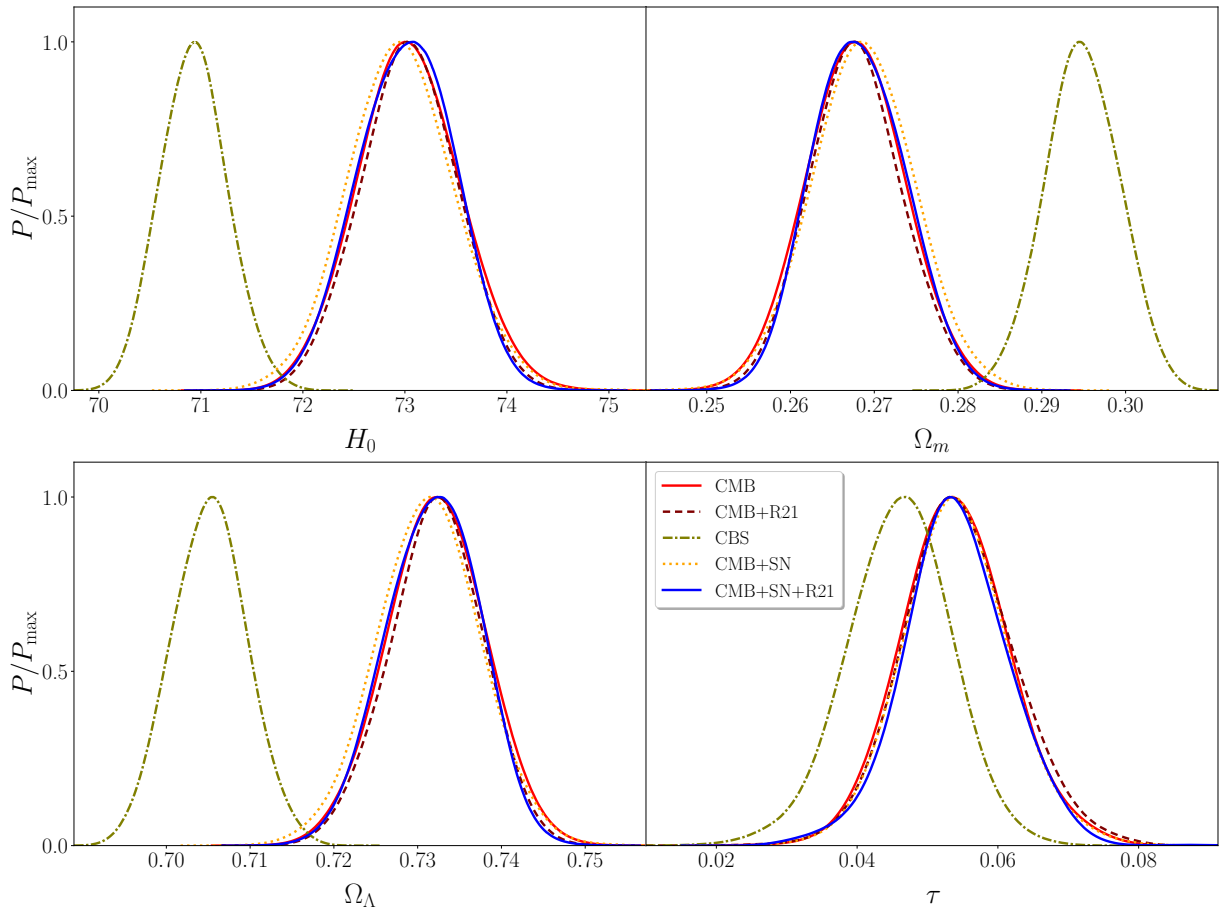 1.0
0.5
0.0
P/P_max
70 71 72 73 74 75
H_0
0.25 0.26 0.27 0.28 0.29 0.30
Ω_m
1.0
0.5
0.0
P/P_max
0.70 0.71 0.72 0.73 0.74 0.75
Ω_Λ
CMB
CMB+R21
CBS
CMB+SN
CMB+SN+R21
0.02 0.04 0.06 0.08
τ